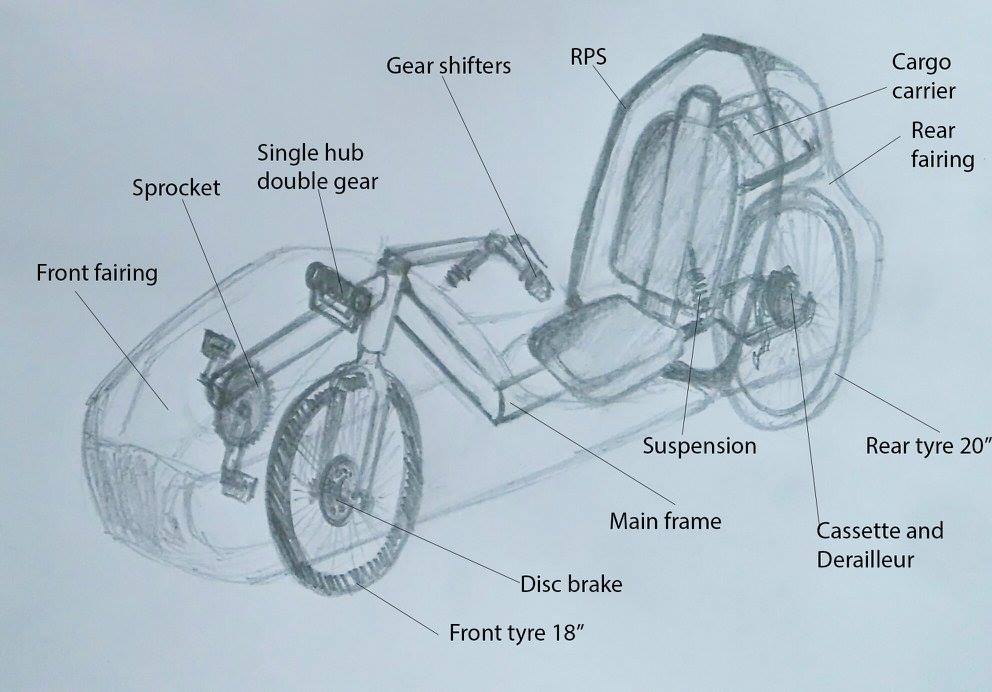 Gear shifters
RPS
Cargo
carrier
Rear
fairing
Single hub
double gear
Sprocket
Front fairing
Suspension
Rear tyre 20”
Main frame
Cassette and
Derailleur
Disc brake
Front tyre 18”